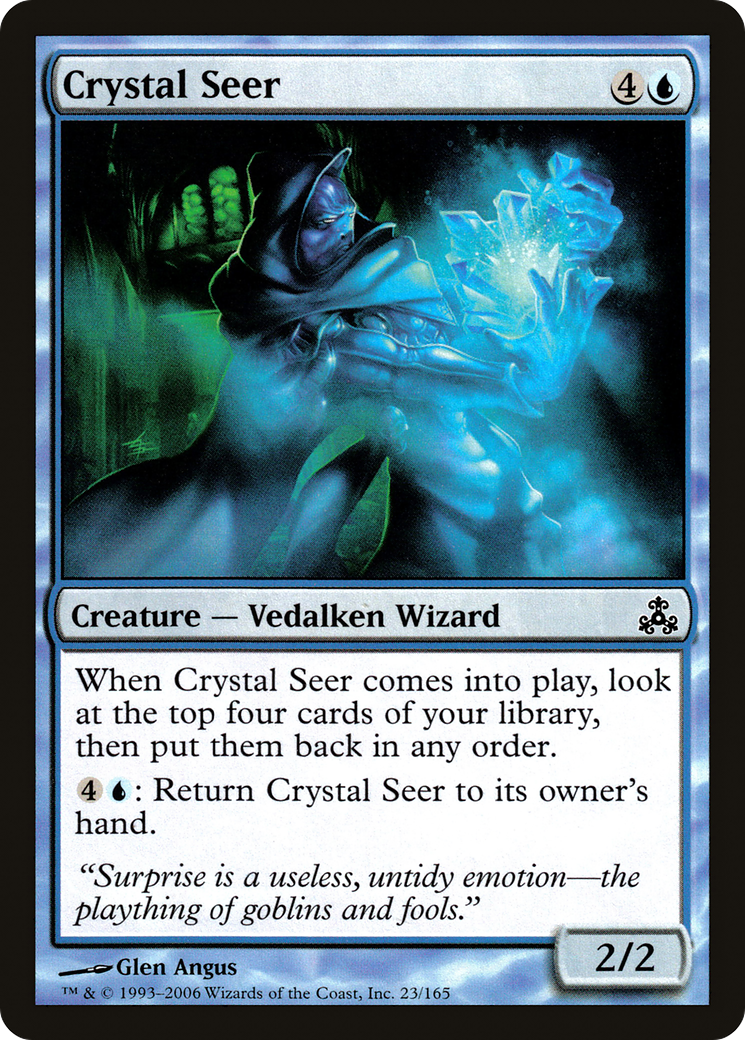 Crystal Seer 4
Creature — Vedalken Wizard
When Crystal Seer comes into play, look
at the top four cards of your library,
then put them back in any order.
4 : Return Crystal Seer to its owner's
hand.
“Surprise is a useless, untidy emotion—the
plaything of goblins and fools.”
2/2
Glen Angus
™ & © 1993–2006 Wizards of the Coast, Inc. 23/165